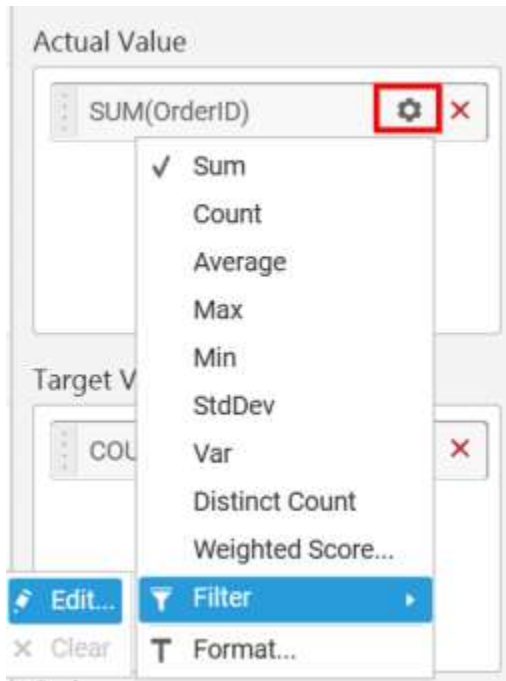 Actual Value
SUM(OrderID)
Sum
Count
Average
Max
Min
Target V
StdDev
COU
Var
Distinct Count
Weighted Score...
Edit...
Filter
Clear
Format...